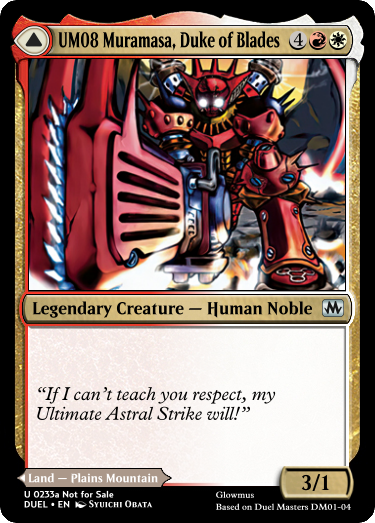 UM08 Muramasa, Duke of Blades 4
Legendary Creature — Human Noble
“If I can’t teach you respect, my
Ultimate Astral Strike will!”
Land — Plains Mountain
3/1
U 0233a Not for Sale
DUEL • EN Syuichi Obata
Glowmus
Based on Duel Masters DM01-04